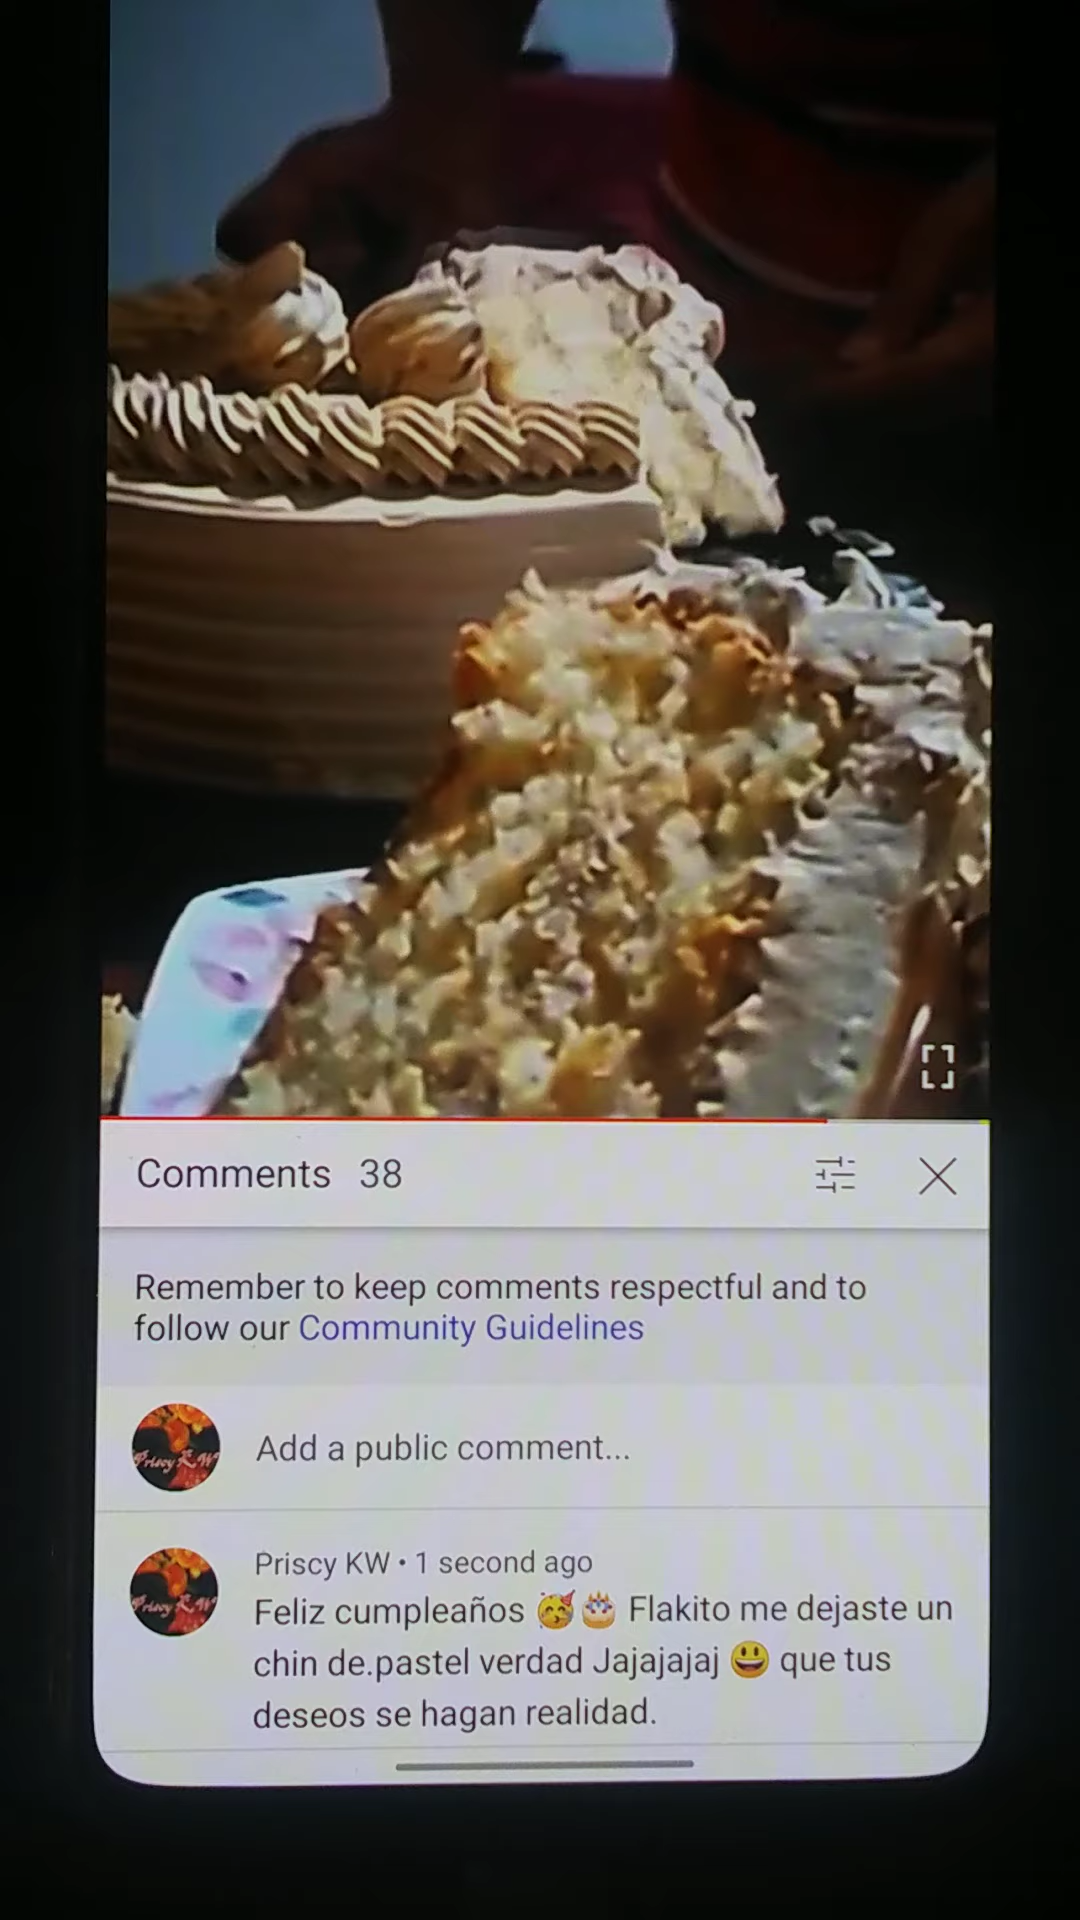 Comments 38
Remember to keep comments respectful and to
follow our Community Guidelines
Priscy K.W
Add a public comment...
Priscy K.W
Priscy KW • 1 second ago
Feliz cumpleaños 🥳🎂 Flakito me dejaste un
chin de.pastel verdad Jajajajaj 😃 que tus
deseos se hagan realidad.